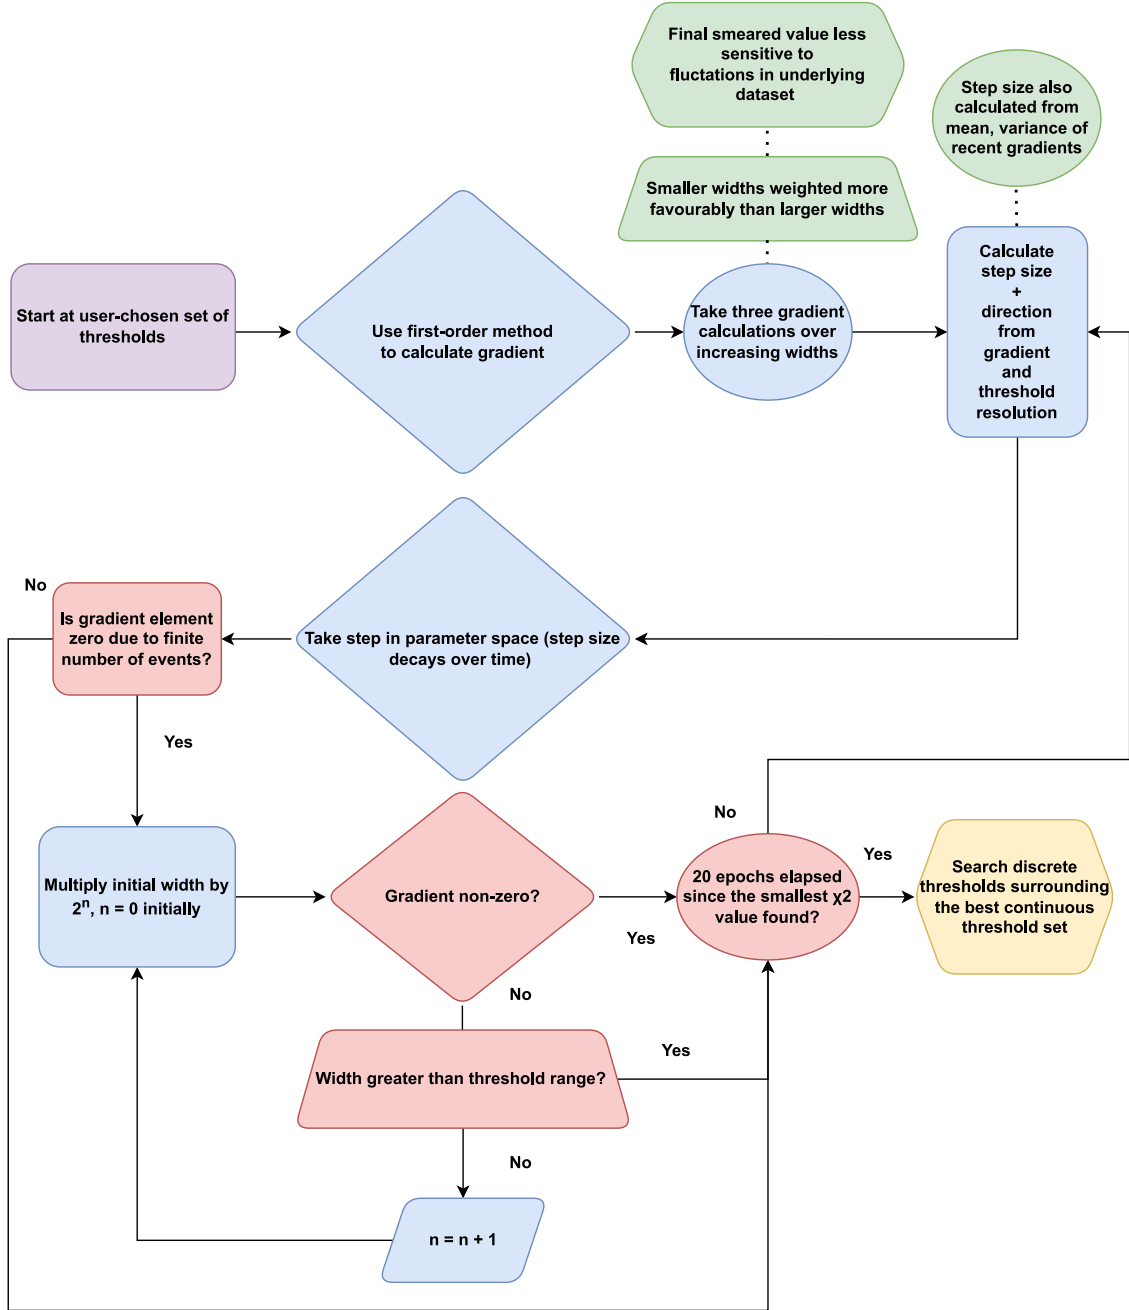 Final smeared value less
sensitive to
fluctations in underlying
dataset
Step size also
calculated from
mean, variance of
recent gradients
Smaller widths weighted more
favourably than larger widths
Start at user-chosen set of
thresholds
Use first-order method
to calculate gradient
Take three gradient
calculations over
increasing widths
Calculate
step size
+
direction
from
gradient
and
threshold
resolution
No
Is gradient element
zero due to finite
number of events?
Take step in parameter space (step size
decays over time)
Yes
Multiply initial width by
2^n, n = 0 initially
Gradient non-zero?
Yes
No
20 epochs elapsed
since the smallest χ2
value found?
Yes
Search discrete
thresholds surrounding
the best continuous
threshold set
No
Width greater than threshold range?
Yes
No
n = n + 1